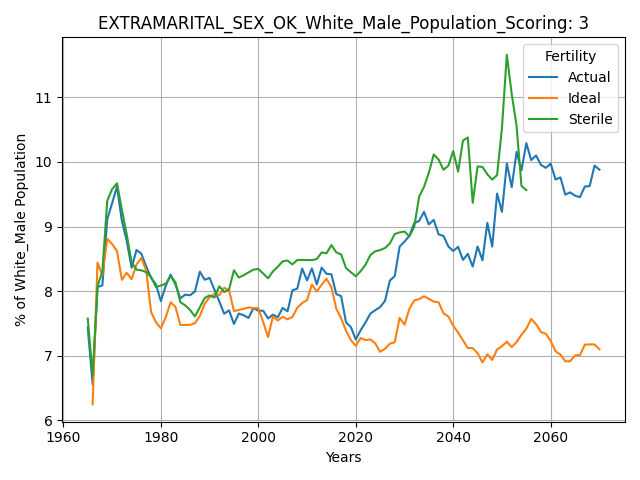 EXTRAMARITAL_SEX_OK_White_Male_Population_Scoring: 3
Fertility
Actual
Ideal
Sterile
% of White_Male Population
11
10
9
8
7
6
1960
1980
2000
2020
2040
2060
Years